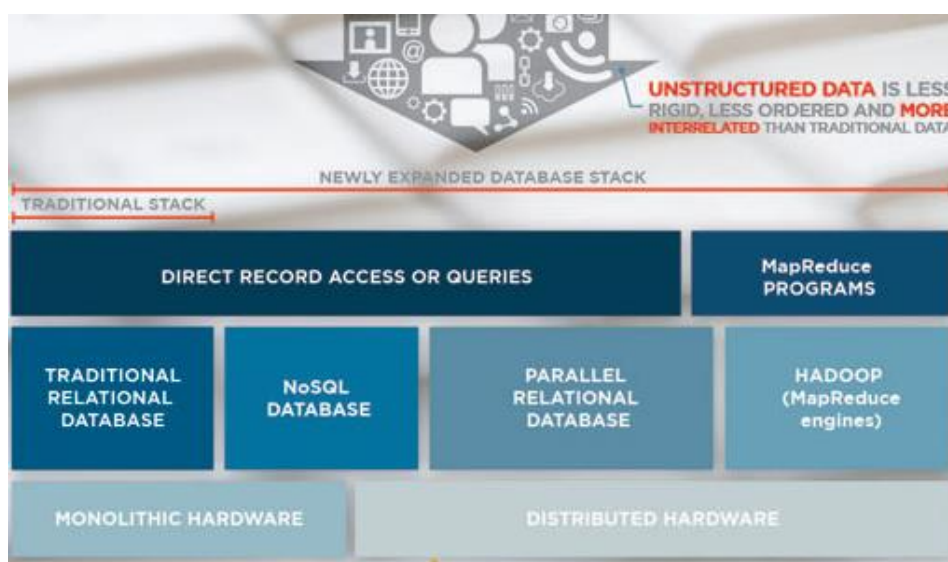 UNSTRUCTURED DATA IS LESS
RIGID, LESS ORDERED AND MORE
INTERRELATED THAN TRADITIONAL DATA
NEWLY EXPANDED DATABASE STACK
TRADITIONAL STACK
DIRECT RECORD ACCESS OR QUERIES
MapReduce
PROGRAMS
TRADITIONAL
RELATIONAL
DATABASE
NoSQL
DATABASE
PARALLEL
RELATIONAL
DATABASE
HADOOP
(MapReduce
engines)
MONOLITHIC HARDWARE
DISTRIBUTED HARDWARE